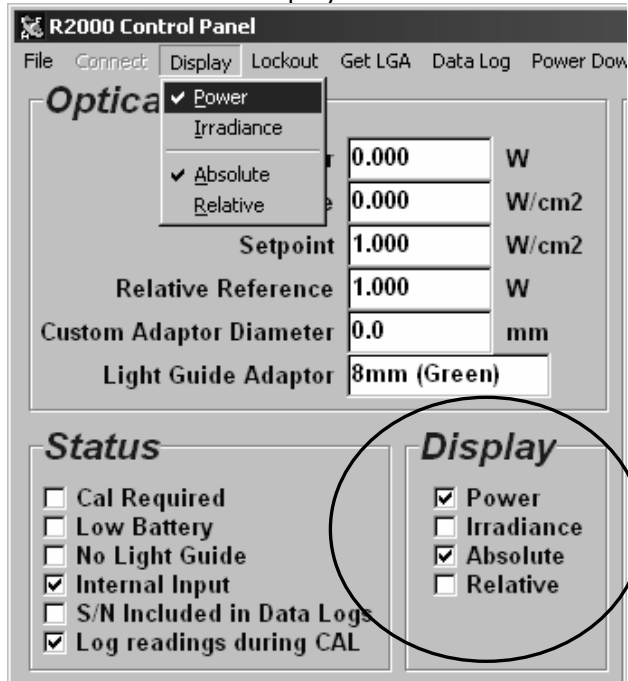 R2000 Control Panel
File Connect Display Lockout Get LGA Data Log Power Dow
Optica
Power
Irradiance
Absolute
Relative
r 0.000 W
e 0.000 W/cm2
Setpoint 1.000 W/cm2
Relative Reference 1.000 W
Custom Adaptor Diameter 0.0 mm
Light Guide Adaptor 8mm (Green)
Status
Cal Required
Low Battery
No Light Guide
Internal Input
S/N Included in Data Logs
Log readings during CAL
Display
Power
Irradiance
Absolute
Relative